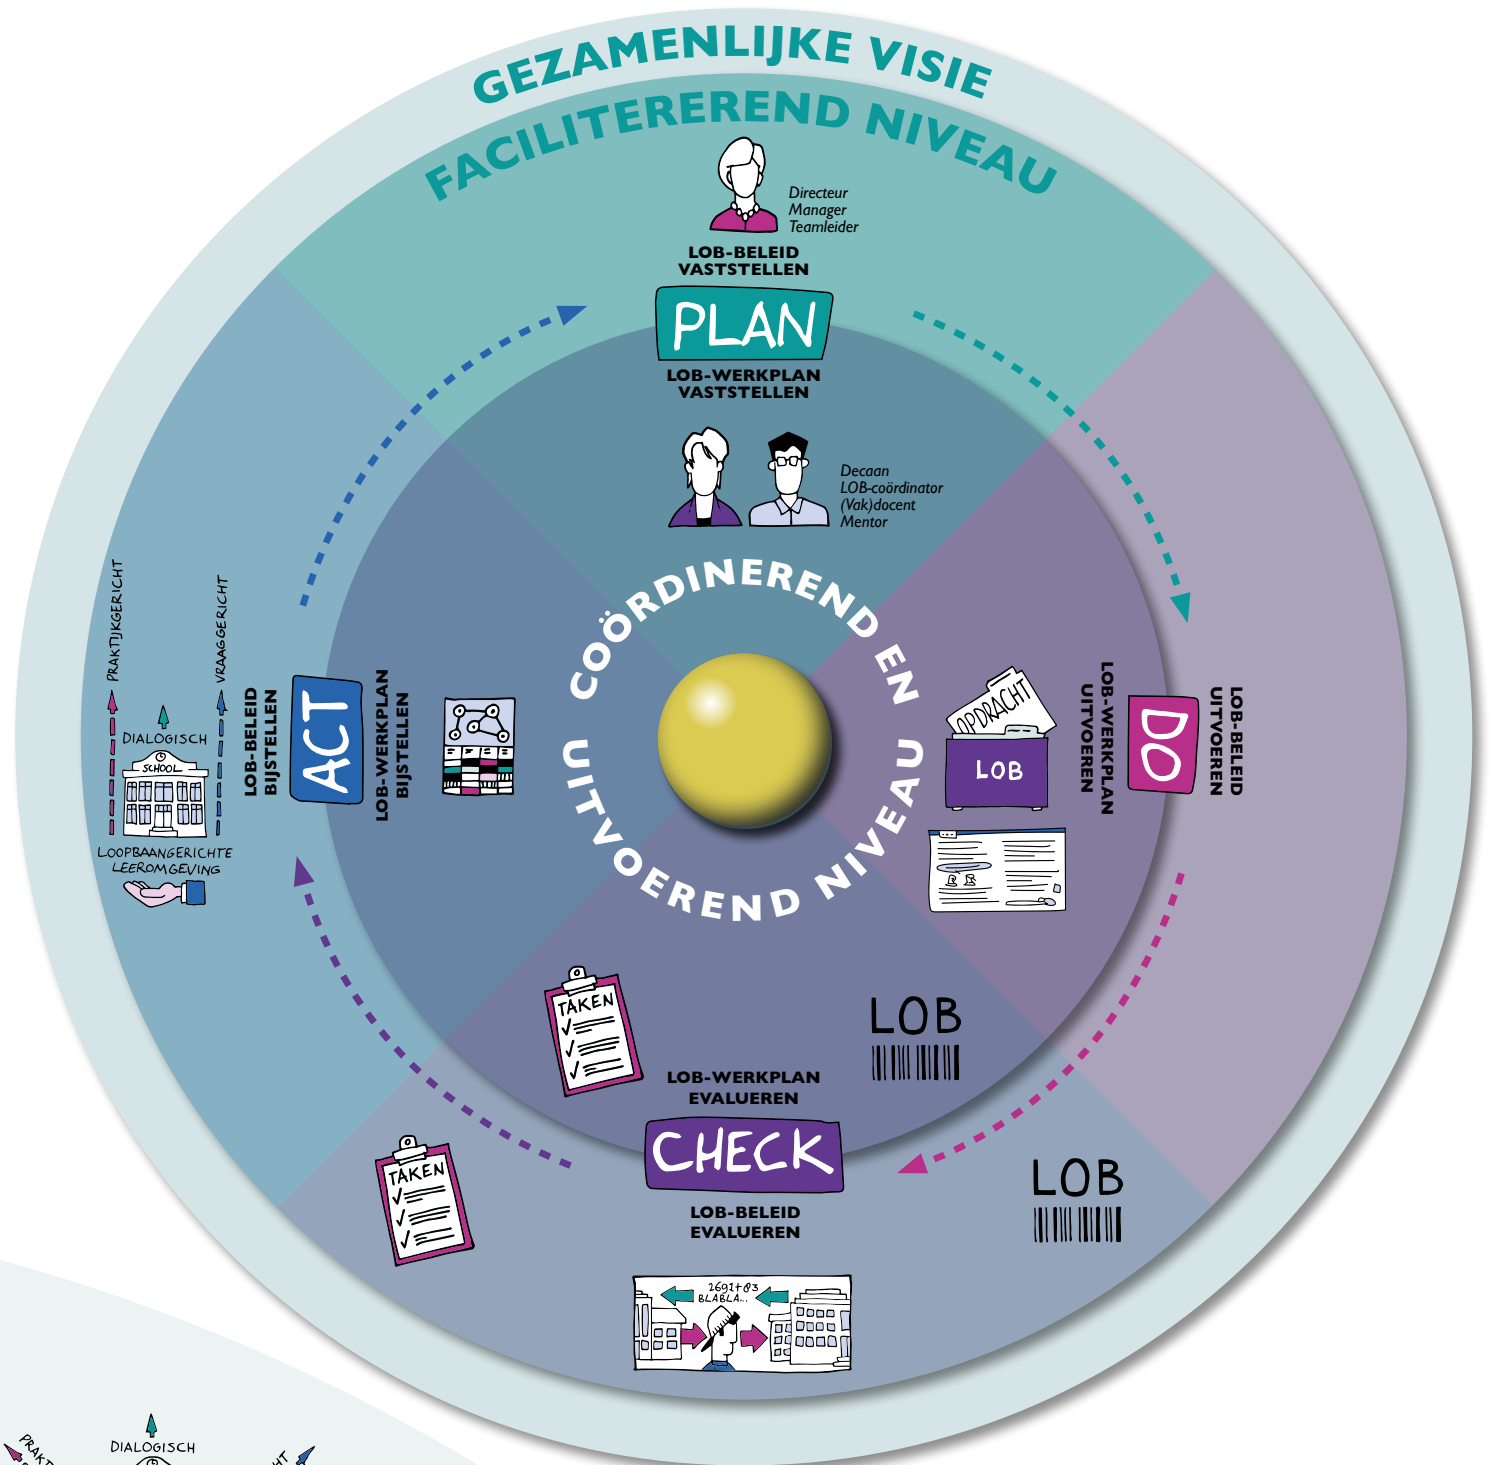 GEZAMENLIJKE VISIE
FACILITEREREND NIVEAU
Directeur
Manager
Teamleider
LOB-BELEID
VASTSTELLEN
PLAN
LOB-WERKPLAN
VASTSTELLEN
Decaan
LOB-coördinator
(Vak)docent
Mentor
COÖRDINEREND EN
UITVOEREND NIVEAU
OPDRACHT
LOB
LOB-WERKPLAN
UITVOEREN
DO
LOB-BELEID
UITVOEREN
TAKEN
LOB
LOB-WERKPLAN
EVALUEREN
CHECK
LOB-BELEID
EVALUEREN
TAKEN
LOB
2691+83
BLABLA...
PRAKTIJKGERICHT
VRAAGGERICHT
DIALOGISCH
SCHOOL
LOOPBAANGERICHTE
LEEROMGEVING
LOB-BELEID
BIJSTELLEN
ACT
LOB-WERKPLAN
BIJSTELLEN
DIALOGISCH